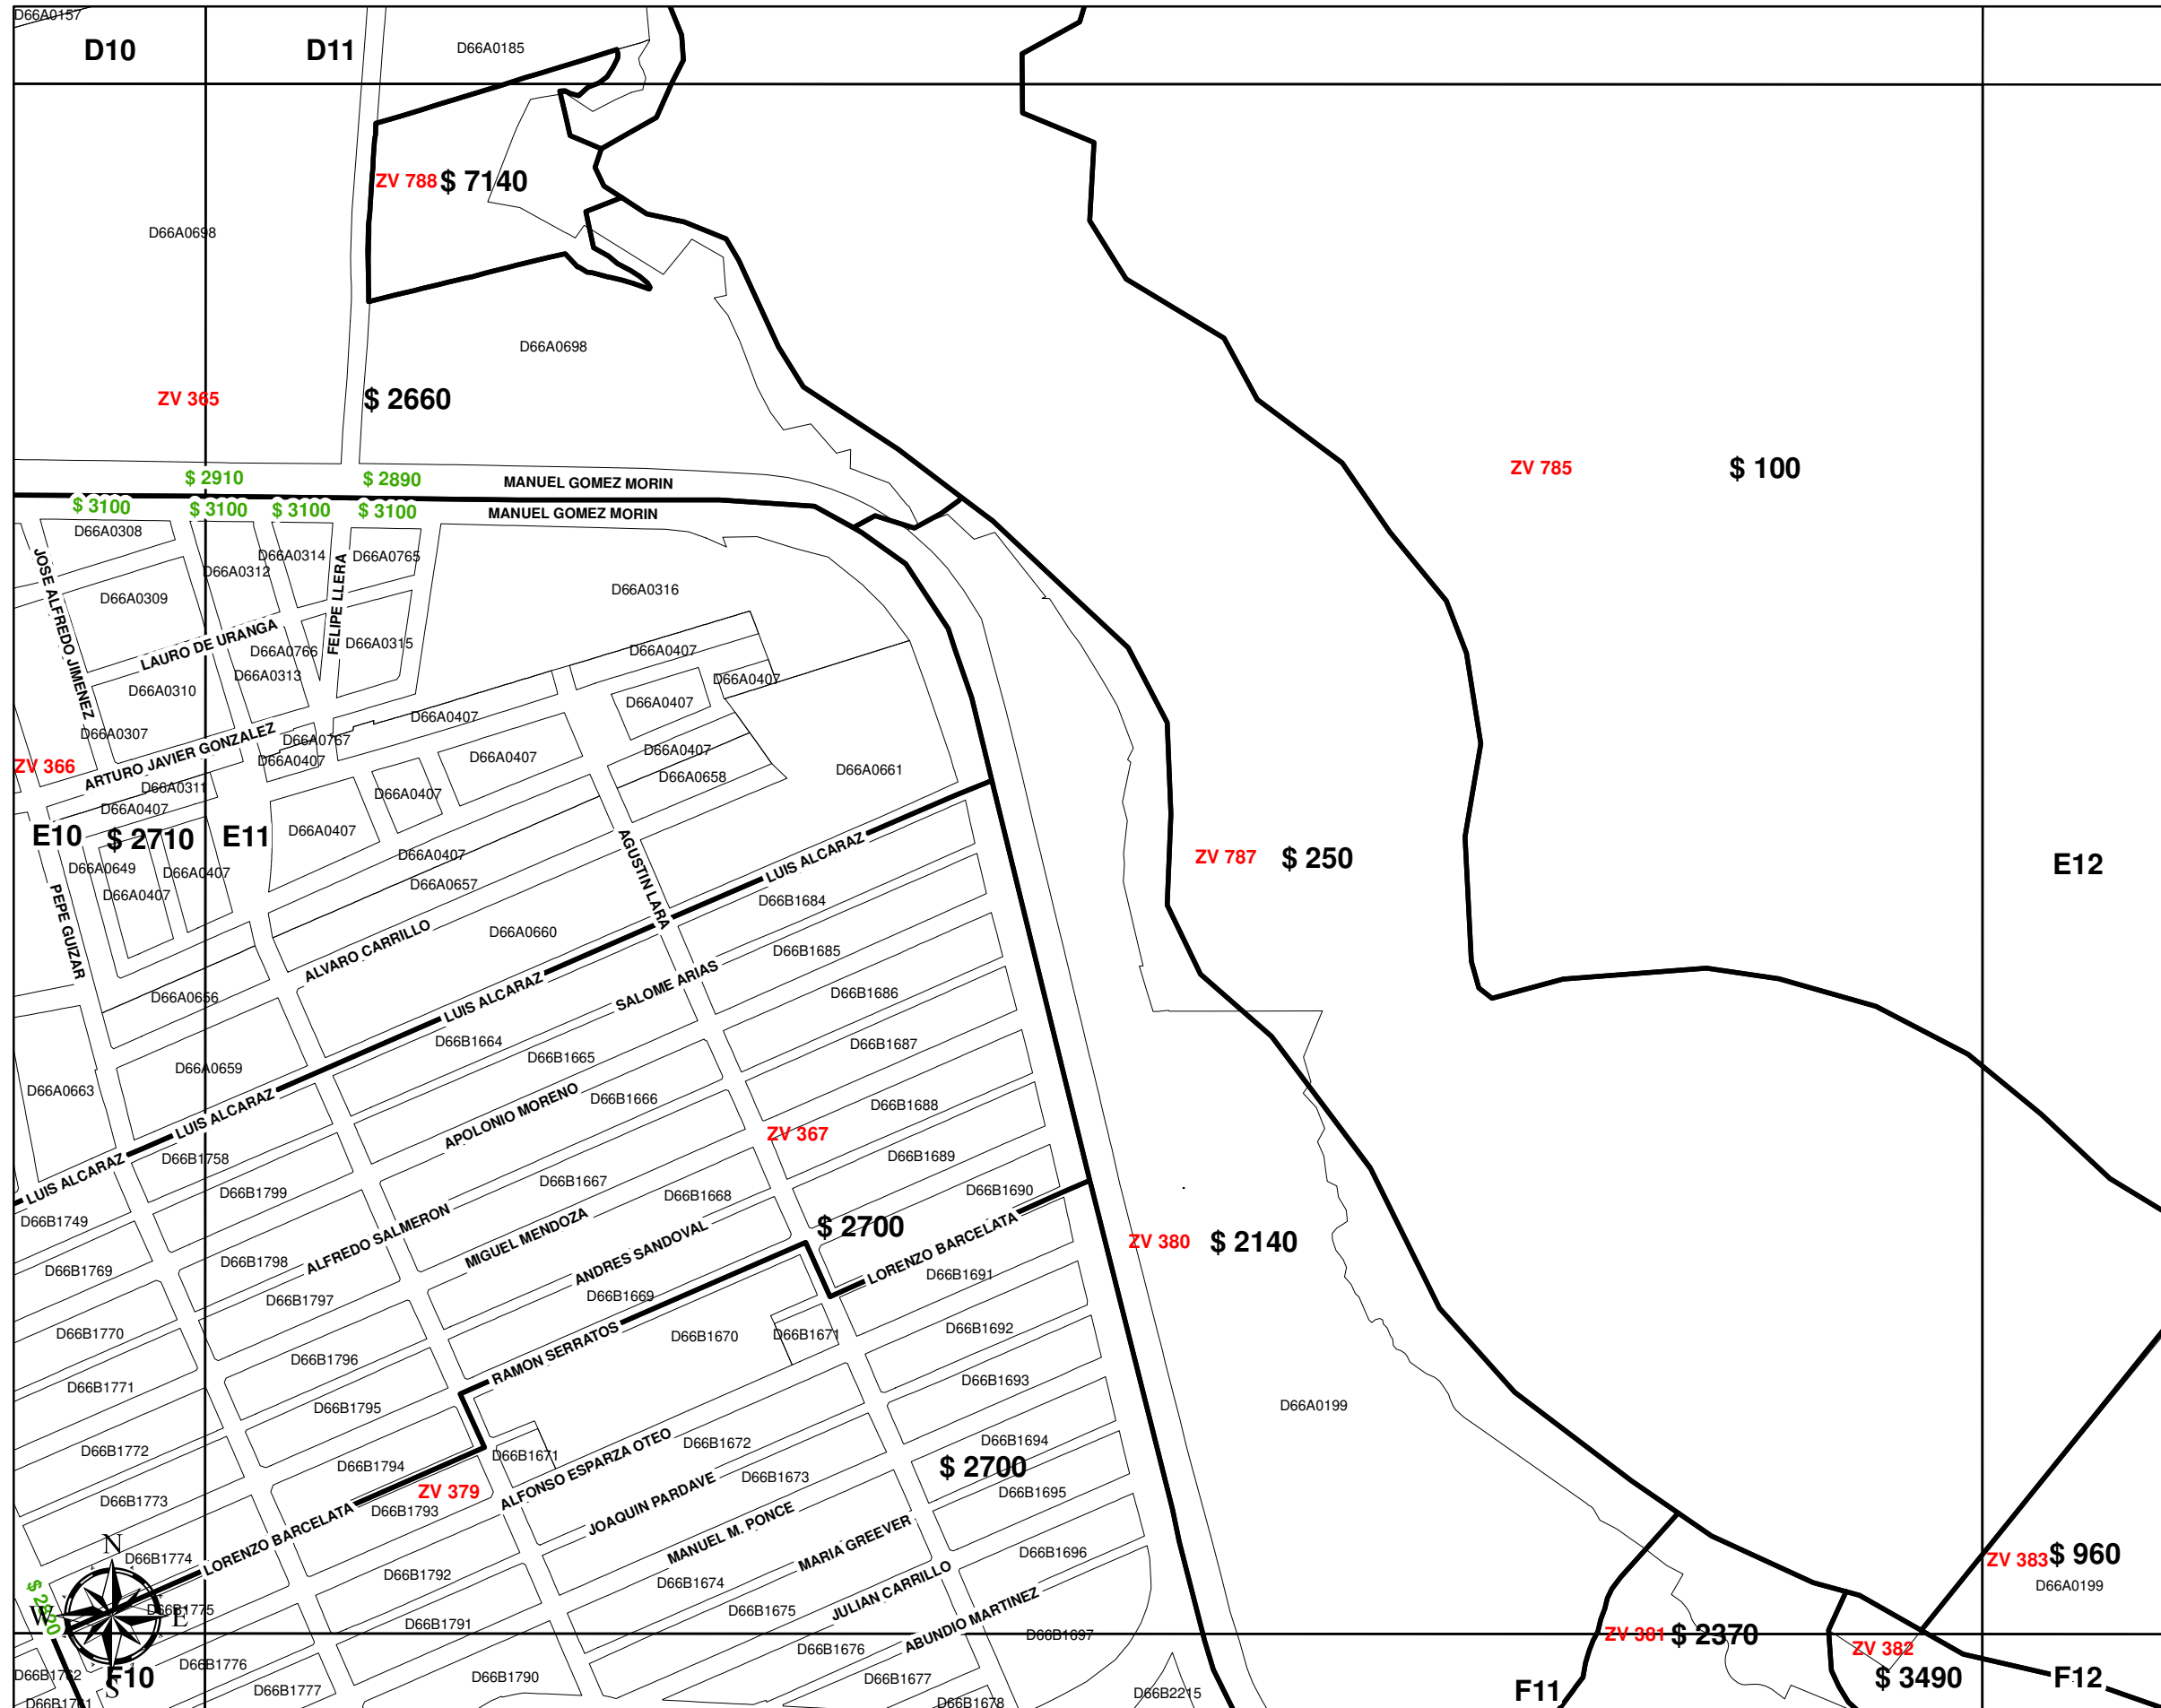 D66A0157
D10
D11
D66A0185
ZV 788
$ 7140
D66A0698
D66A0698
ZV 365
$ 2660
ZV 785
$ 100
$ 2910
$ 2890
MANUEL GOMEZ MORIN
$ 3100
$ 3100
$ 3100
$ 3100
MANUEL GOMEZ MORIN
D66A0308
D66A0314
D66A0765
D66A0312
JOSE ALFREDO JIMENEZ
FELIPE LLERA
D66A0309
D66A0316
LAURO DE URANGA
D66A0766
D66A0315
D66A0407
D66A0313
D66A0407
D66A0310
D66A0407
D66A0407
D66A0307
D66A0767
D66A0407
D66A0407
ARTURO JAVIER GONZALEZ
D66A0407
ZV 366
D66A0658
D66A0661
D66A0311
D66A0407
D66A0407
E10
$ 2710
E11
D66A0407
D66A0407
AGUSTIN LARA
LUIS ALCARAZ
ZV 787
$ 250
E12
D66A0649
D66A0407
D66A0407
D66A0657
PEPE GUIZAR
D66B1684
ALVARO CARRILLO
D66A0660
D66B1685
SALOME ARIAS
LUIS ALCARAZ
D66A0656
D66B1686
D66B1664
D66B1665
D66B1687
D66A0659
D66A0663
D66B1666
APOLONIO MORENO
D66B1688
LUIS ALCARAZ
ZV 367
LUIS ALCARAZ
D66B1758
D66B1689
D66B1799
D66B1667
D66B1668
D66B1690
D66B1749
ALFREDO SALMERON
MIGUEL MENDOZA
ANDRES SANDOVAL
$ 2700
LORENZO BARCELATA
ZV 380
$ 2140
D66B1769
D66B1798
D66B1691
D66B1797
D66B1669
D66B1770
D66B1670
D66B1671
D66B1692
RAMON SERRATOS
D66B1796
D66B1771
D66B1693
D66B1795
D66A0199
D66B1772
D66B1672
D66B1694
D66B1794
D66B1671
ALFONSO ESPARZA OTEO
$ 2700
D66B1673
ZV 379
D66B1695
D66B1773
D66B1793
JOAQUIN PARDAVE
LORENZO BARCELATA
MANUEL M. PONCE
MARIA GREEVER
N
D66B1774
D66B1696
ZV 383
$ 960
D66B1792
D66B1674
D66A0199
JULIAN CARRILLO
W
E
D66B1775
D66B1675
D66B1791
ABUNDIO MARTINEZ
D66B1697
ZV 381
$ 2370
D66B1676
ZV 382
D66B1776
D66B1762
F10
S
D66B1790
D66B1677
$ 3490
F12
D66B1777
F11
D66B2215
D66B1678
D66B1761